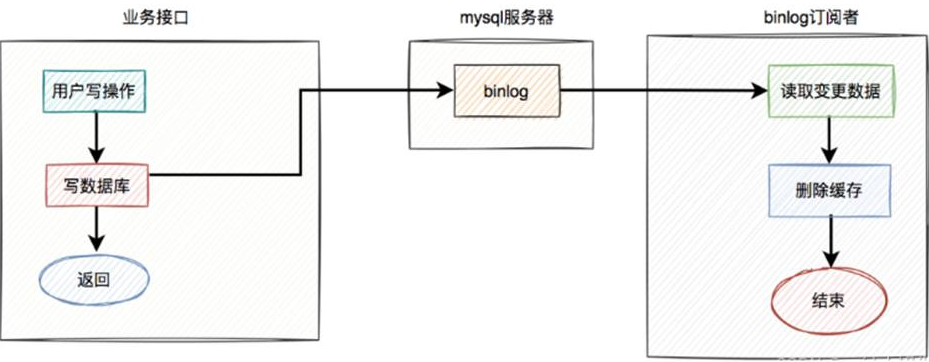 业务接口
mysql服务器
binlog订阅者
用户写操作
binlog
读取变更数据
写数据库
删除缓存
返回
结束